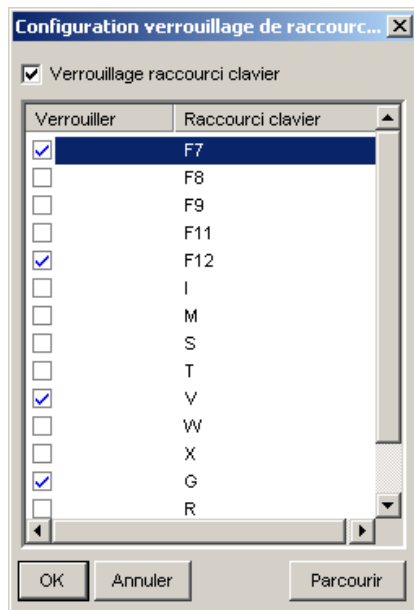 Configuration verrouillage de raccourc...
Verrouillage raccourci clavier
Verrouiller Raccourci clavier
F7
F8
F9
F11
F12
I
M
S
T
V
W
X
G
R
OK Annuler Parcourir